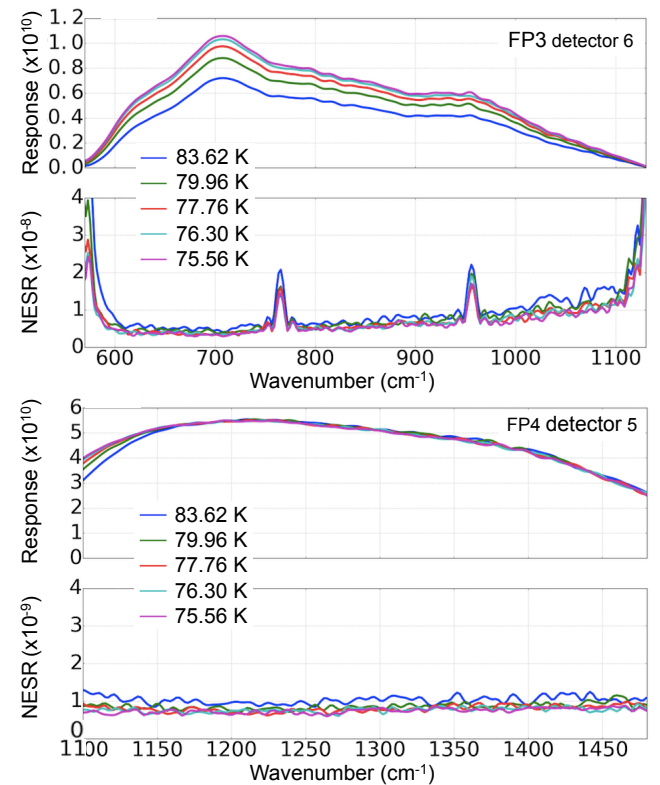 1.2
1.0
0.8
0.6
0.4
0.2
0.0
Response (x10¹⁰)
FP3 detector 6
83.62 K
79.96 K
77.76 K
76.30 K
75.56 K
4
3
2
1
0
NESR (x10⁻⁸)
600 700 800 900 1000 1100
Wavenumber (cm⁻¹)
6
5
4
3
2
1
0
Response (x10¹⁰)
FP4 detector 5
83.62 K
79.96 K
77.76 K
76.30 K
75.56 K
4
3
2
1
0
NESR (x10⁻⁹)
1100 1150 1200 1250 1300 1350 1400 1450
Wavenumber (cm⁻¹)